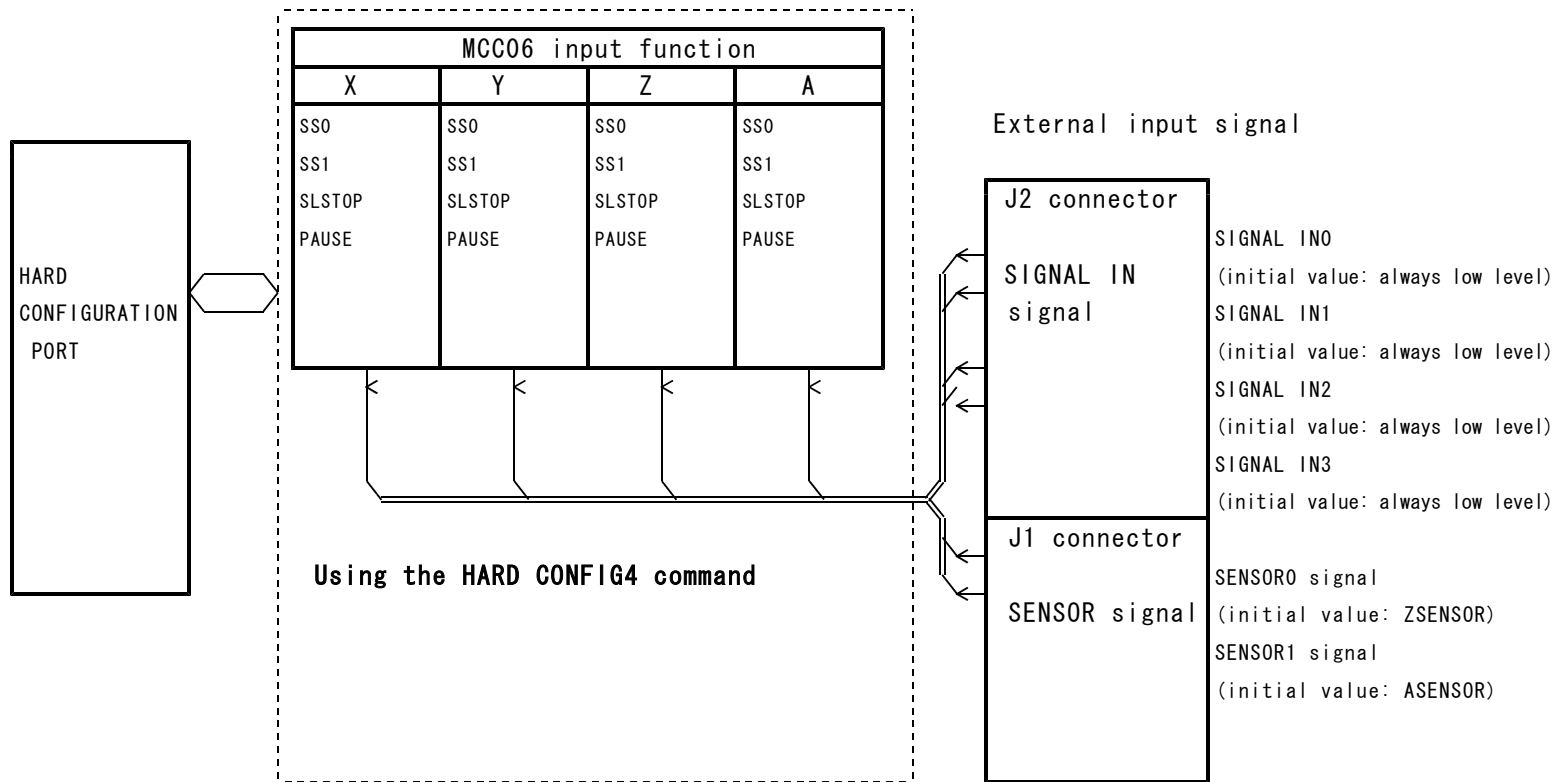 MCC06 input function
X Y Z A
SS0 SS0 SS0 SS0
SS1 SS1 SS1 SS1
SLSTOP SLSTOP SLSTOP SLSTOP
PAUSE PAUSE PAUSE PAUSE
HARD
CONFIGURATION
PORT
Using the HARD CONFIG4 command
External input signal
J2 connector
SIGNAL IN
signal
SIGNAL IN0
(initial value: always low level)
SIGNAL IN1
(initial value: always low level)
SIGNAL IN2
(initial value: always low level)
SIGNAL IN3
(initial value: always low level)
J1 connector
SENSOR signal
SENSOR0 signal
(initial value: ZSENSOR)
SENSOR1 signal
(initial value: ASENSOR)